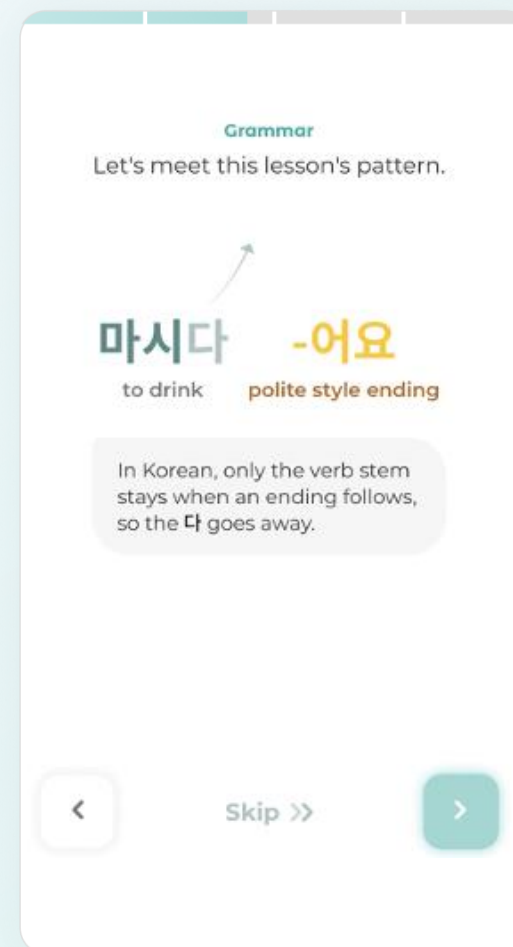 Grammar
Let's meet this lesson's pattern.
마시다 -어요
to drink polite style ending
In Korean, only the verb stem
stays when an ending follows,
so the 다 goes away.
Skip